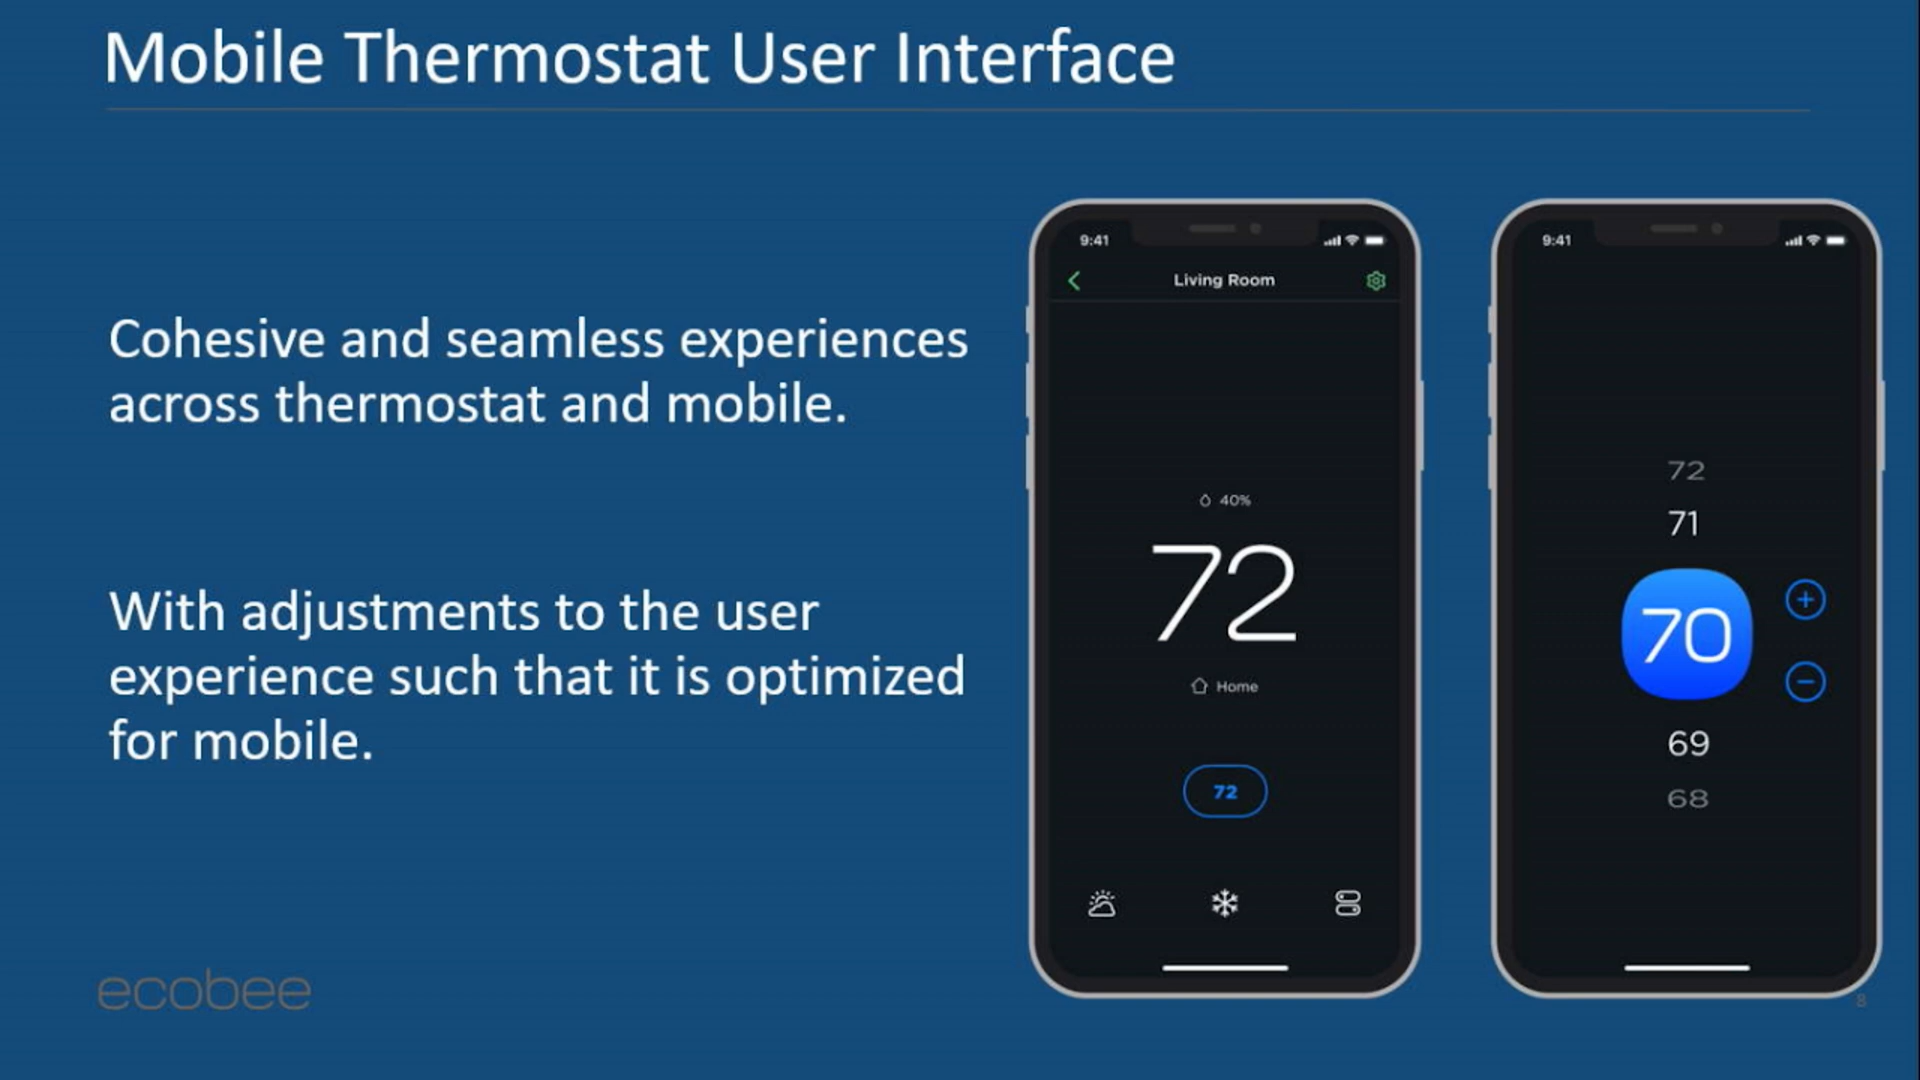 Mobile Thermostat User Interface
Cohesive and seamless experiences
across thermostat and mobile.
With adjustments to the user
experience such that it is optimized
for mobile.
9:41
Living Room
40%
72
Home
72
9:41
72
71
70
69
68
ecobee
8